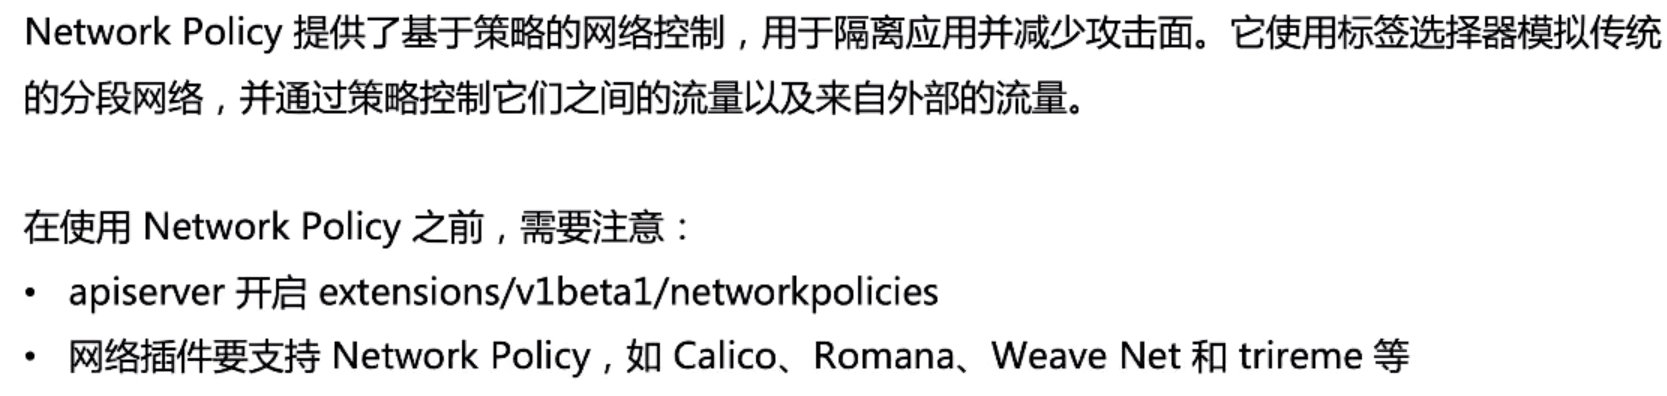 Network Policy 提供了基于策略的网络控制，用于隔离应用并减少攻击面。它使用标签选择器模拟传统
的分段网络，并通过策略控制它们之间的流量以及来自外部的流量。
在使用 Network Policy 之前，需要注意：
• apiserver 开启 extensions/v1beta1/networkpolicies
• 网络插件要支持 Network Policy，如 Calico、Romana、Weave Net 和 trireme 等